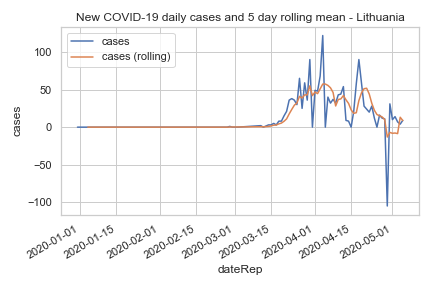 New COVID-19 daily cases and 5 day rolling mean - Lithuania
cases
cases (rolling)
100
50
0
−50
−100
cases
2020-01-01
2020-01-15
2020-02-01
2020-02-15
2020-03-01
2020-03-15
2020-04-01
2020-04-15
2020-05-01
dateRep